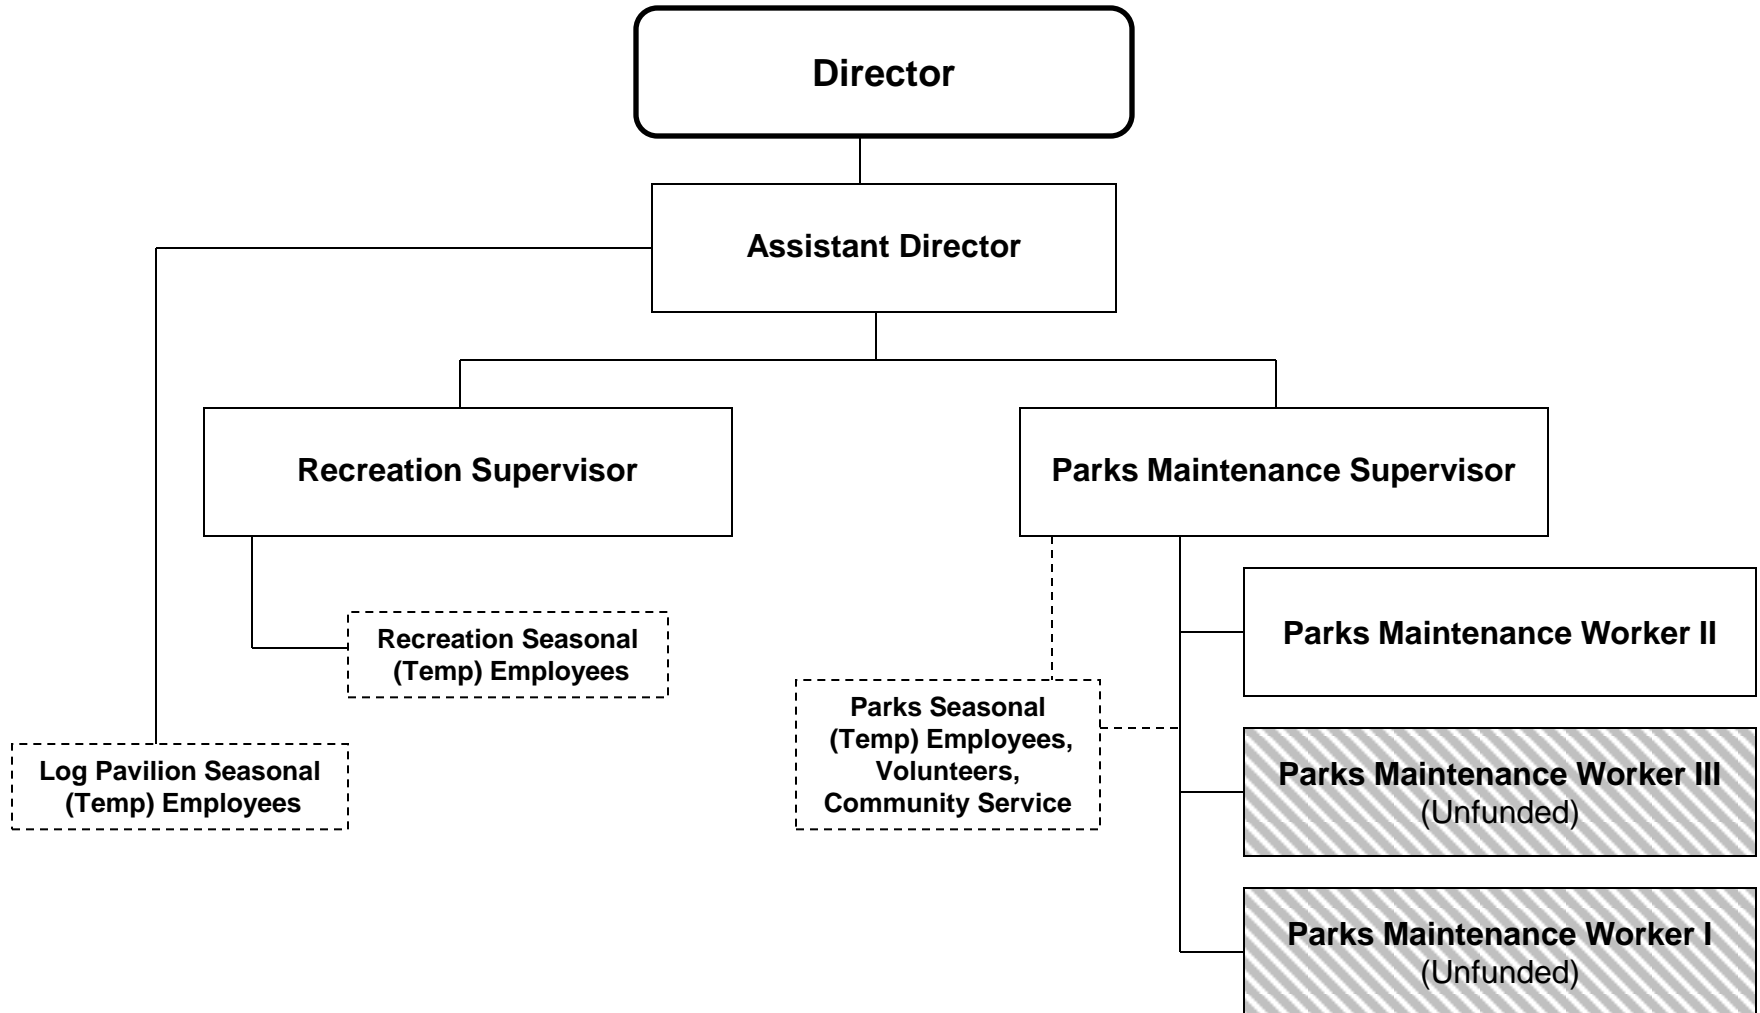 Director
Assistant Director
Recreation Supervisor
Parks Maintenance Supervisor
Recreation Seasonal
(Temp) Employees
Parks Maintenance Worker II
Log Pavilion Seasonal
(Temp) Employees
Parks Seasonal
(Temp) Employees,
Volunteers,
Community Service
Parks Maintenance Worker III
(Unfunded)
Parks Maintenance Worker I
(Unfunded)